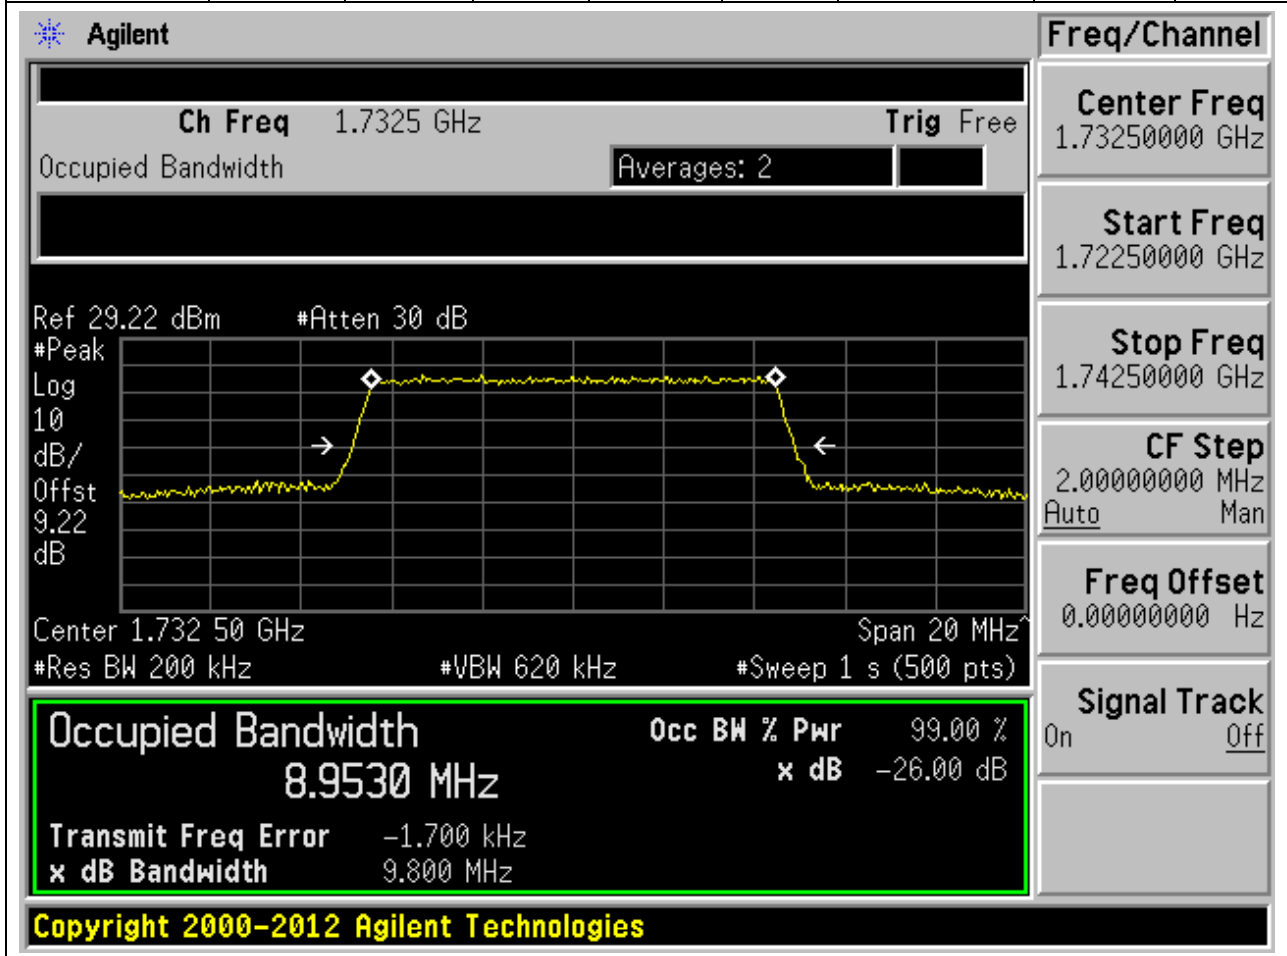 Agilent
Freq/Channel
Ch Freq 1.7325 GHz Trig Free
Occupied Bandwidth Averages: 2
Center Freq
1.73250000 GHz
Start Freq
1.72250000 GHz
Stop Freq
1.74250000 GHz
CF Step
2.00000000 MHz
Auto Man
Freq Offset
0.00000000 Hz
Signal Track
On Off
Ref 29.22 dBm #Atten 30 dB
#Peak
Log
10
dB/
Offst
9.22
dB
Center 1.732 50 GHz Span 20 MHz^
#Res BW 200 kHz #VBW 620 kHz #Sweep 1 s (500 pts)
Occupied Bandwidth Occ BW % Pwr 99.00 %
8.9530 MHz x dB -26.00 dB
Transmit Freq Error -1.700 kHz
x dB Bandwidth 9.800 MHz
Copyright 2000-2012 Agilent Technologies